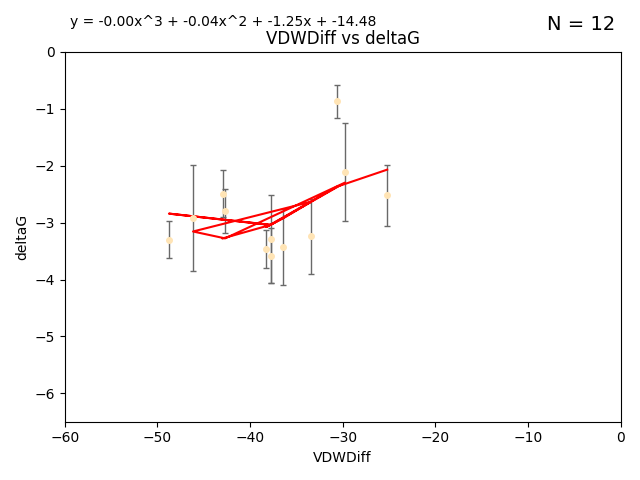 y = -0.00x^3 + -0.04x^2 + -1.25x + -14.48
N = 12
VDWDiff vs deltaG
0
−1
−2
−3
−4
−5
−6
deltaG
−60 −50 −40 −30 −20 −10 0
VDWDiff